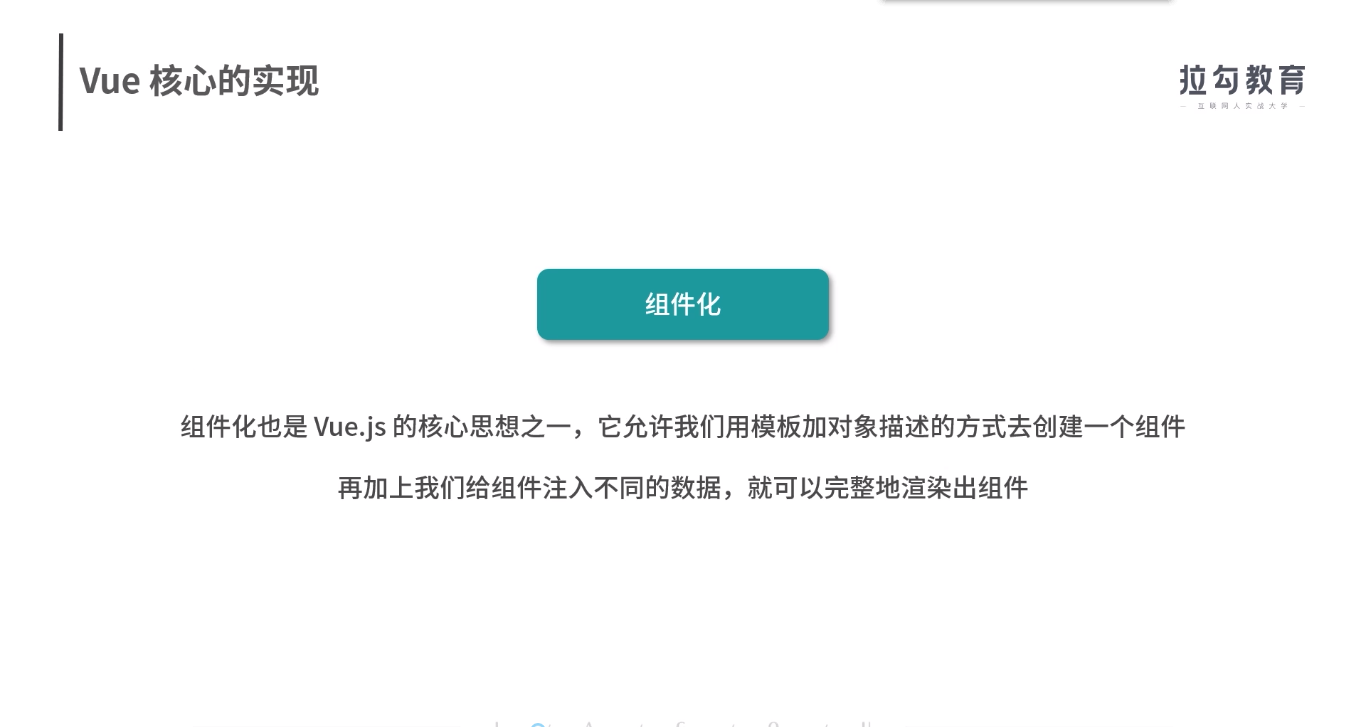 Vue 核心的实现
拉勾教育
— 互联网人实战大学 —
组件化
组件化也是 Vue.js 的核心思想之一，它允许我们用模板加对象描述的方式去创建一个组件
再加上我们给组件注入不同的数据，就可以完整地渲染出组件